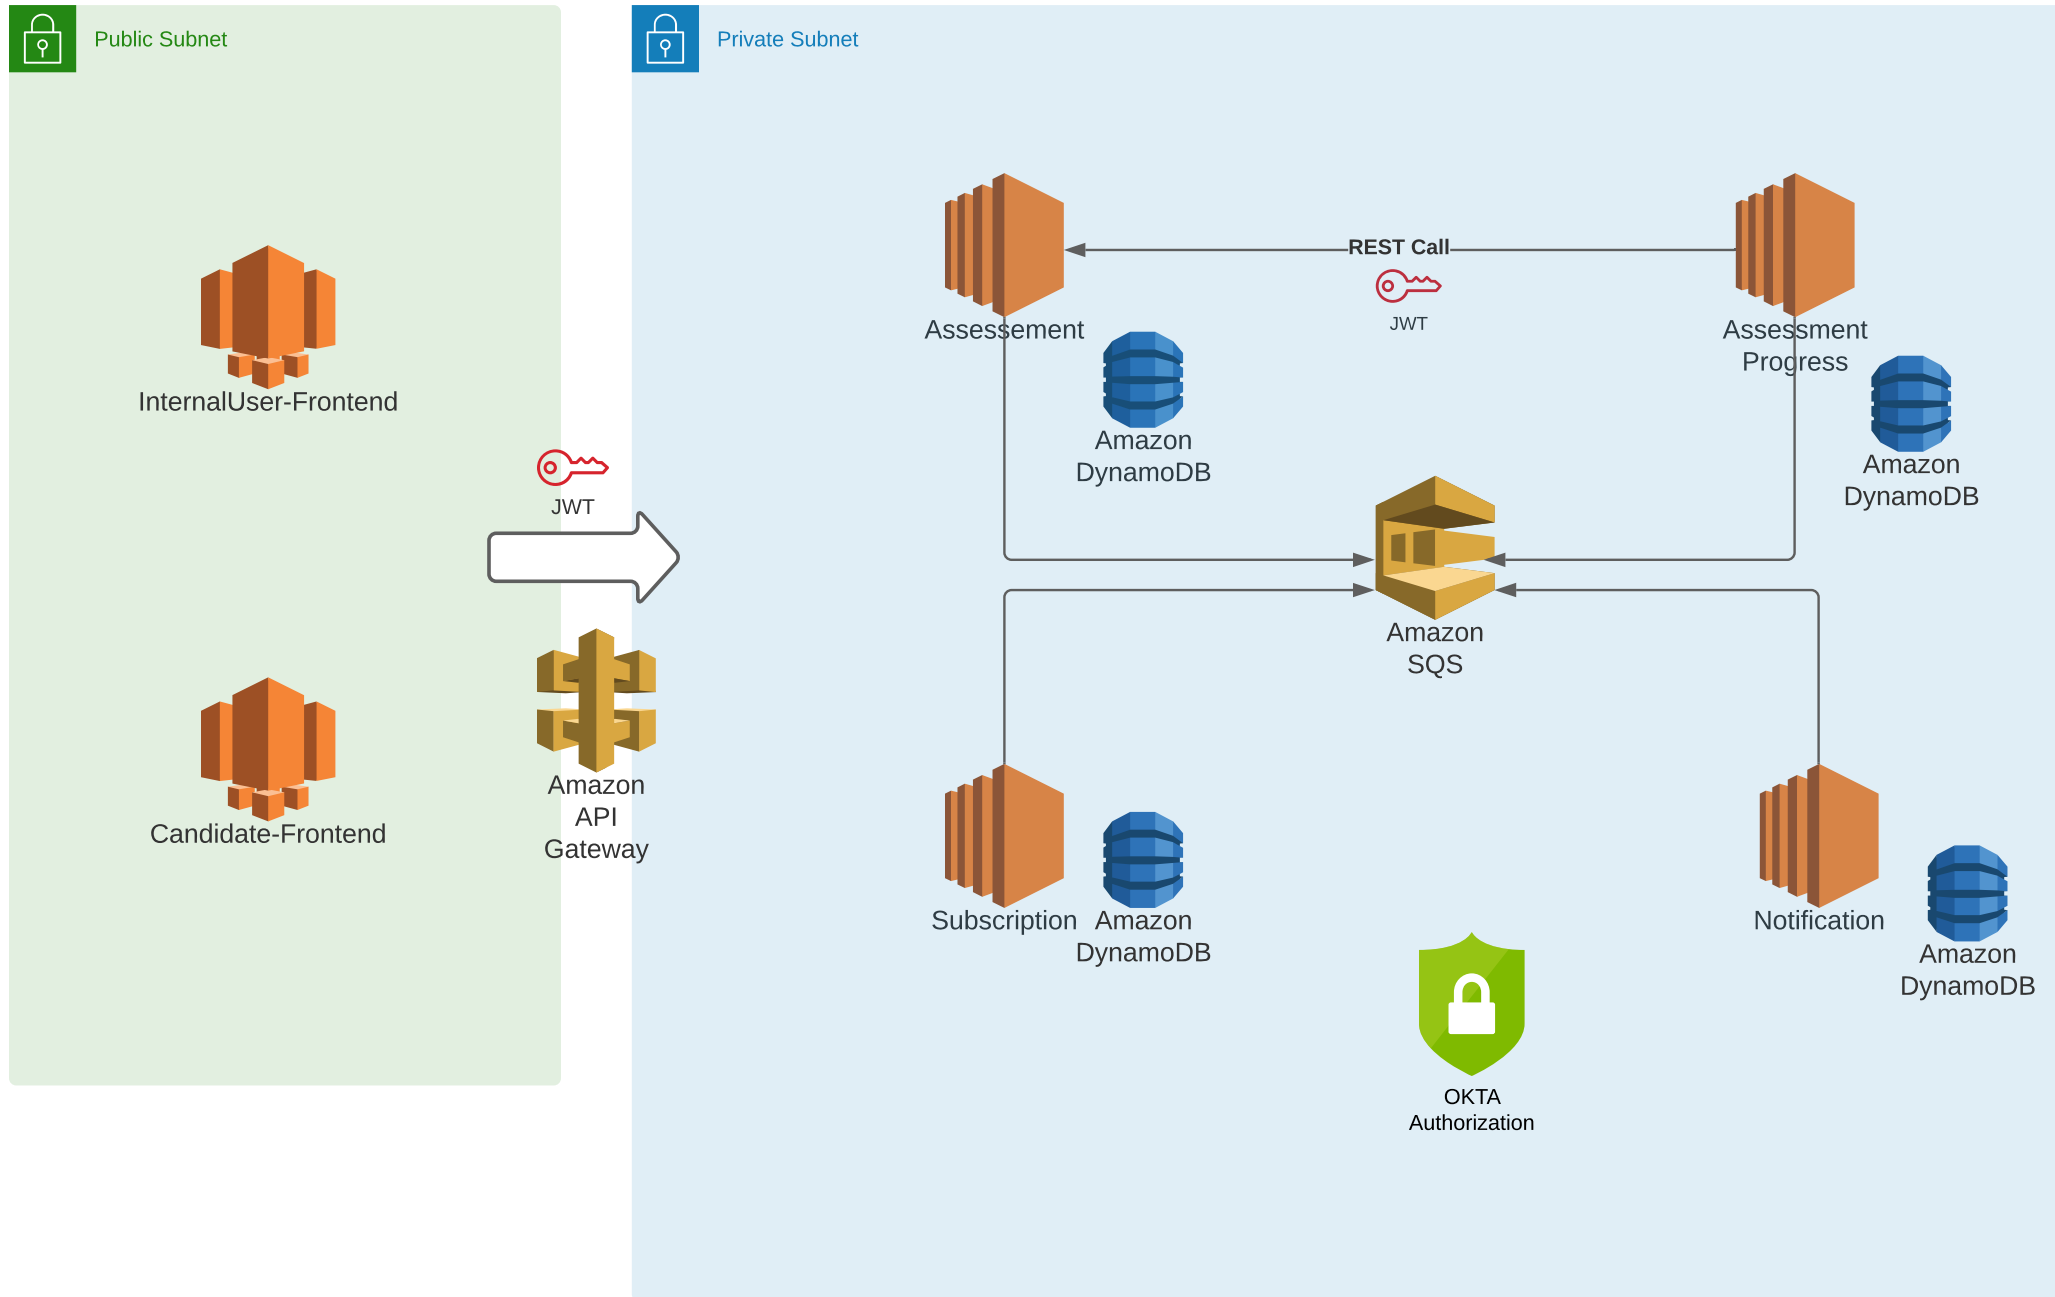 Public Subnet
InternalUser-Frontend
Candidate-Frontend
JWT
Amazon
API
Gateway
Private Subnet
Assessement
Amazon
DynamoDB
REST Call
JWT
Assessment
Progress
Amazon
DynamoDB
Amazon
SQS
Subscription
Amazon
DynamoDB
Notification
Amazon
DynamoDB
OKTA
Authorization